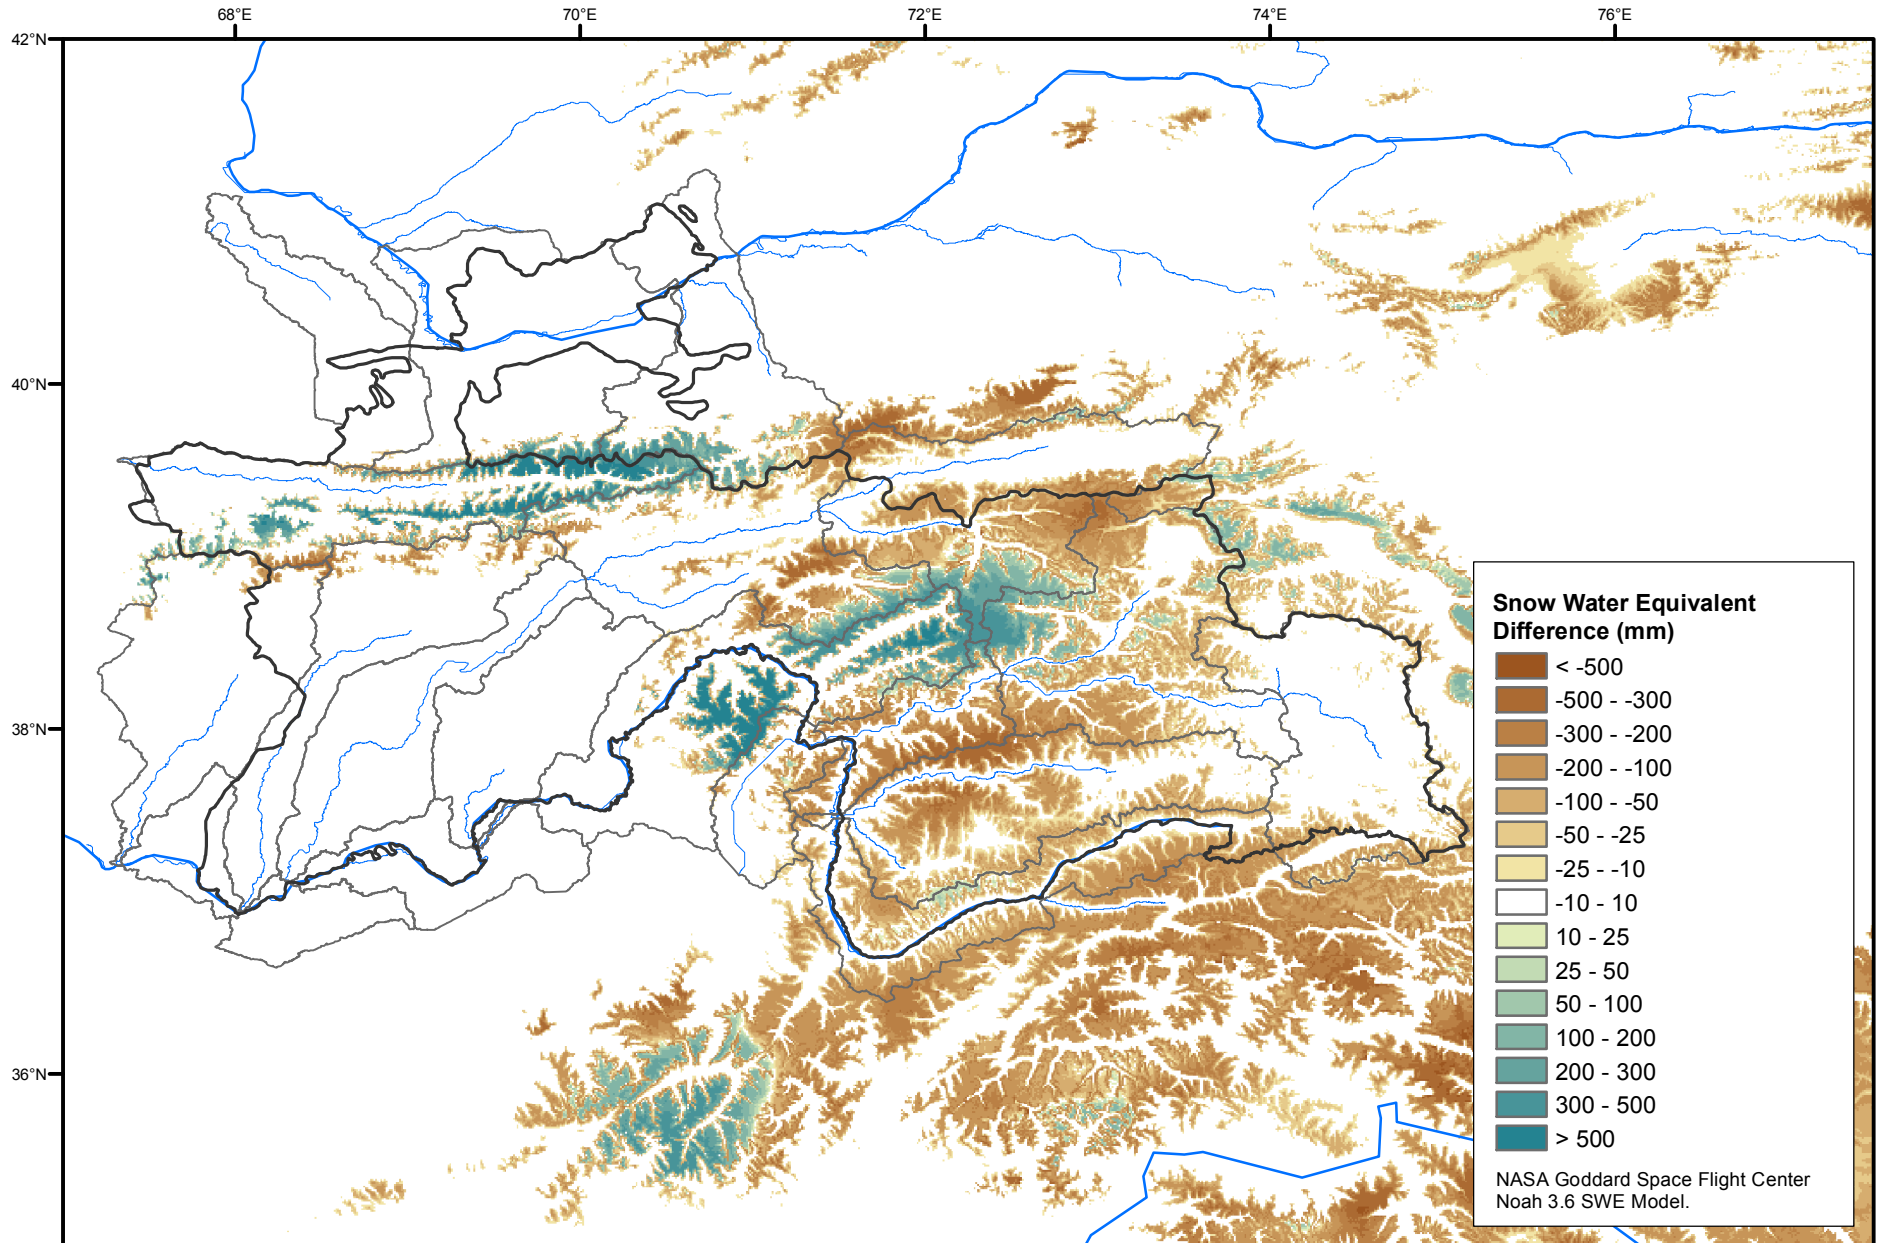 68°E
70°E
72°E
74°E
76°E
42°N
40°N
38°N
36°N
Snow Water Equivalent
Difference (mm)
< -500
-500 - -300
-300 - -200
-200 - -100
-100 - -50
-50 - -25
-25 - -10
-10 - 10
10 - 25
25 - 50
50 - 100
100 - 200
200 - 300
300 - 500
> 500
NASA Goddard Space Flight Center
Noah 3.6 SWE Model.